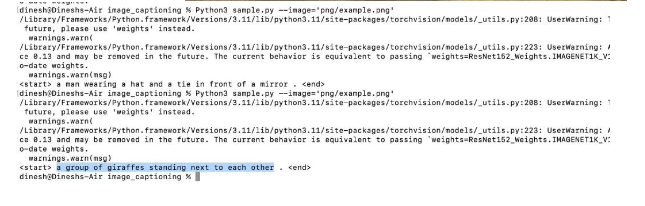 dinesh@Dineshs-Air image_captioning % Python3 sample.py --image='png/example.png'
/Library/Frameworks/Python.framework/Versions/3.11/lib/python3.11/site-packages/torchvision/models/_utils.py:208: UserWarning:
future, please use 'weights' instead.
warnings.warn(
/Library/Frameworks/Python.framework/Versions/3.11/lib/python3.11/site-packages/torchvision/models/_utils.py:223: UserWarning:
ce 0.13 and may be removed in the future. The current behavior is equivalent to passing `weights=ResNet152_Weights.IMAGENET1K_V1
o-date weights.
warnings.warn(msg)
<start> a man wearing a hat and a tie in front of a mirror . <end>
dinesh@Dineshs-Air image_captioning % Python3 sample.py --image='png/example.png'
/Library/Frameworks/Python.framework/Versions/3.11/lib/python3.11/site-packages/torchvision/models/_utils.py:208: UserWarning:
future, please use 'weights' instead.
warnings.warn(
/Library/Frameworks/Python.framework/Versions/3.11/lib/python3.11/site-packages/torchvision/models/_utils.py:223: UserWarning:
ce 0.13 and may be removed in the future. The current behavior is equivalent to passing `weights=ResNet152_Weights.IMAGENET1K_V1
o-date weights.
warnings.warn(msg)
<start> a group of giraffes standing next to each other . <end>
dinesh@Dineshs-Air image_captioning %